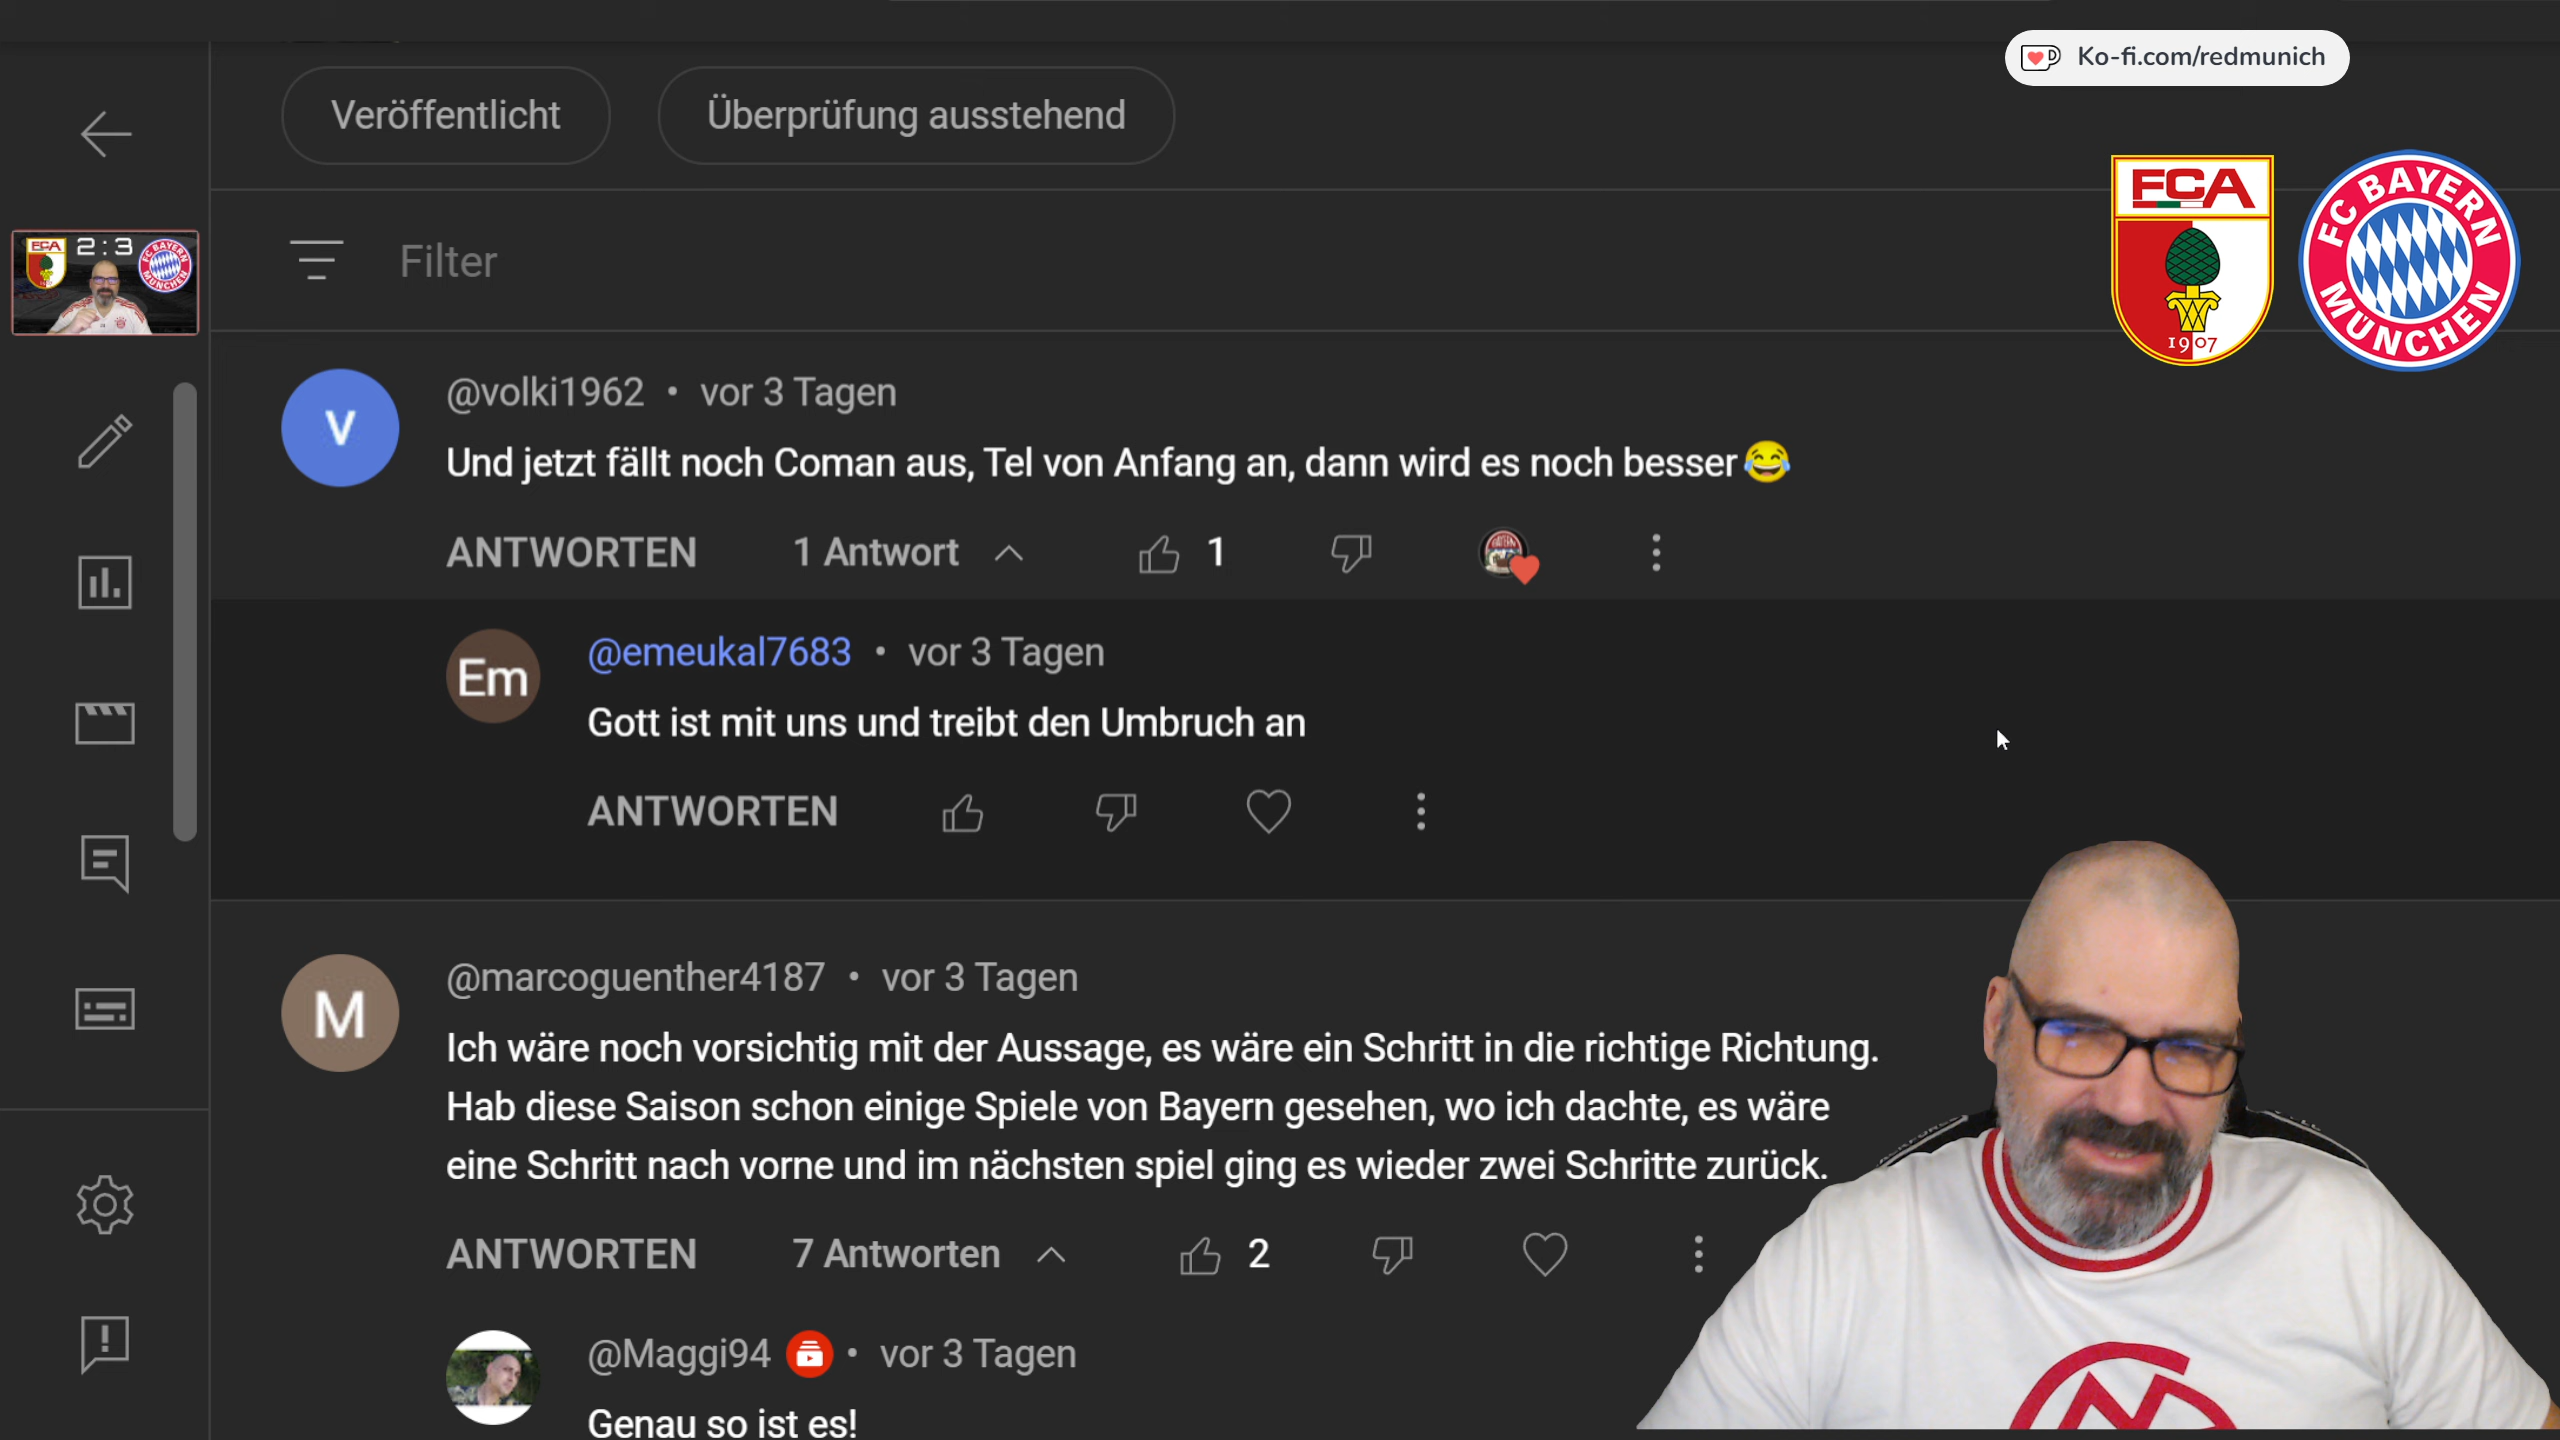 Ko-fi.com/redmunich
Veröffentlicht
Überprüfung ausstehend
FCA
1907
FC BAYERN
MÜNCHEN
FCA
2:3
FC BAYERN
MÜNCHEN
Filter
V
@volki1962 • vor 3 Tagen
Und jetzt fällt noch Coman aus, Tel von Anfang an, dann wird es noch besser😂
ANTWORTEN 1 Antwort 1
Em
@emeukal7683 • vor 3 Tagen
Gott ist mit uns und treibt den Umbruch an
ANTWORTEN
M
@marcoguenther4187 • vor 3 Tagen
Ich wäre noch vorsichtig mit der Aussage, es wäre ein Schritt in die richtige Richtung.
Hab diese Saison schon einige Spiele von Bayern gesehen, wo ich dachte, es wäre
eine Schritt nach vorne und im nächsten spiel ging es wieder zwei Schritte zurück.
ANTWORTEN 7 Antworten 2
@Maggi94 • vor 3 Tagen
Genau so ist es!